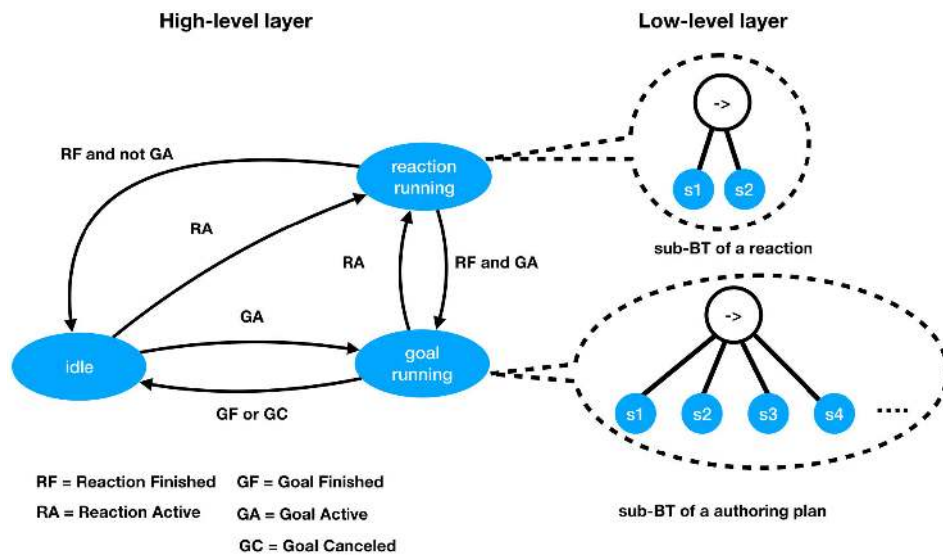 High-level layer
Low-level layer
->
RF and not GA
reaction
running
s1
s2
RA
sub-BT of a reaction
RA
RF and GA
GA
->
idle
goal
running
s1
s2
s3
s4
....
GF or GC
RF = Reaction Finished
GF = Goal Finished
RA = Reaction Active
GA = Goal Active
sub-BT of a authoring plan
GC = Goal Canceled